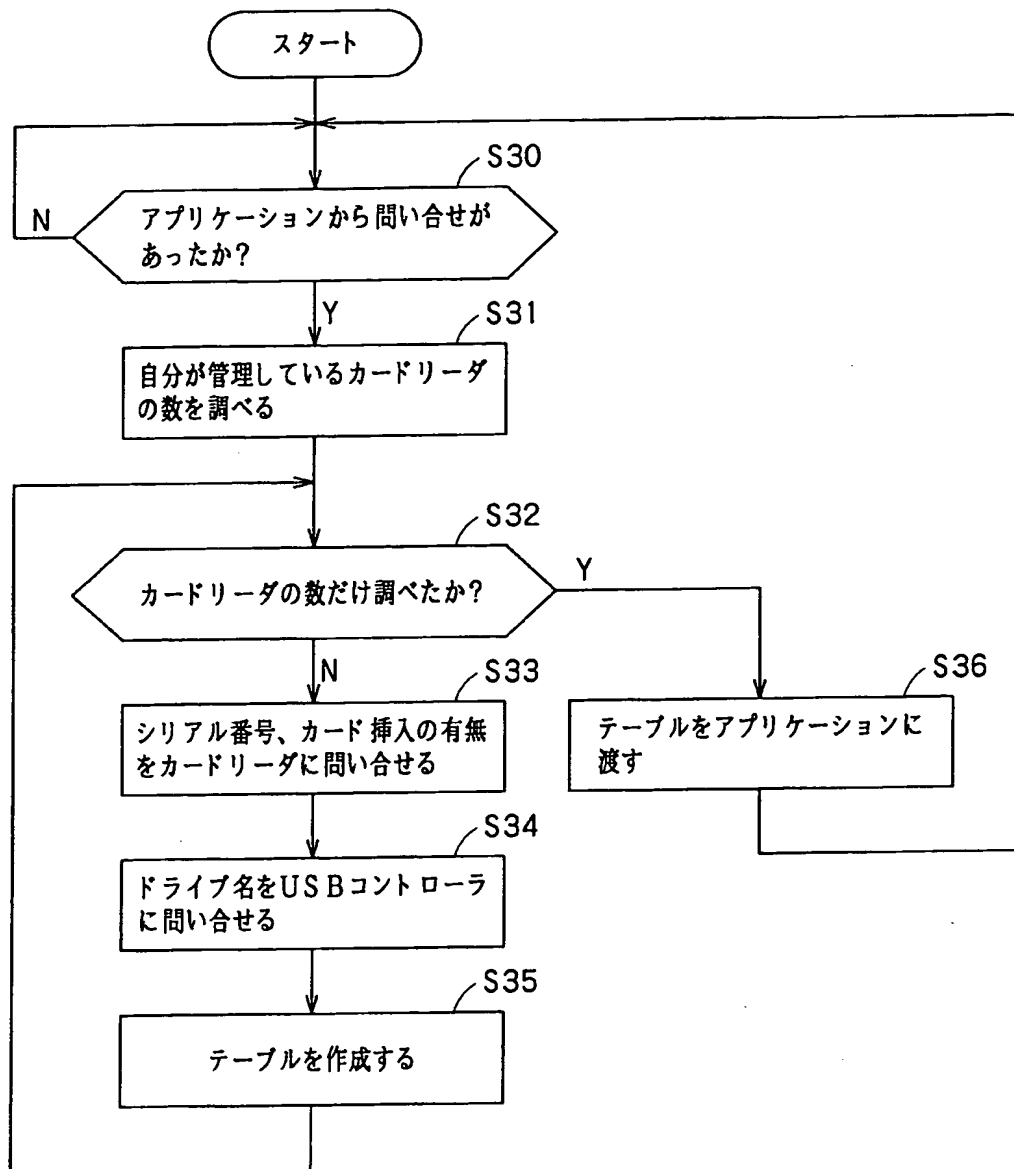 スタート
S30
アプリケーションから問い合せが
あったか？
N
Y
S31
自分が管理しているカードリーダ
の数を調べる
S32
カードリーダの数だけ調べたか？
Y
N
S33
シリアル番号、カード挿入の有無
をカードリーダに問い合せる
S36
テーブルをアプリケーションに
渡す
S34
ドライブ名をUSBコントローラ
に問い合せる
S35
テーブルを作成する